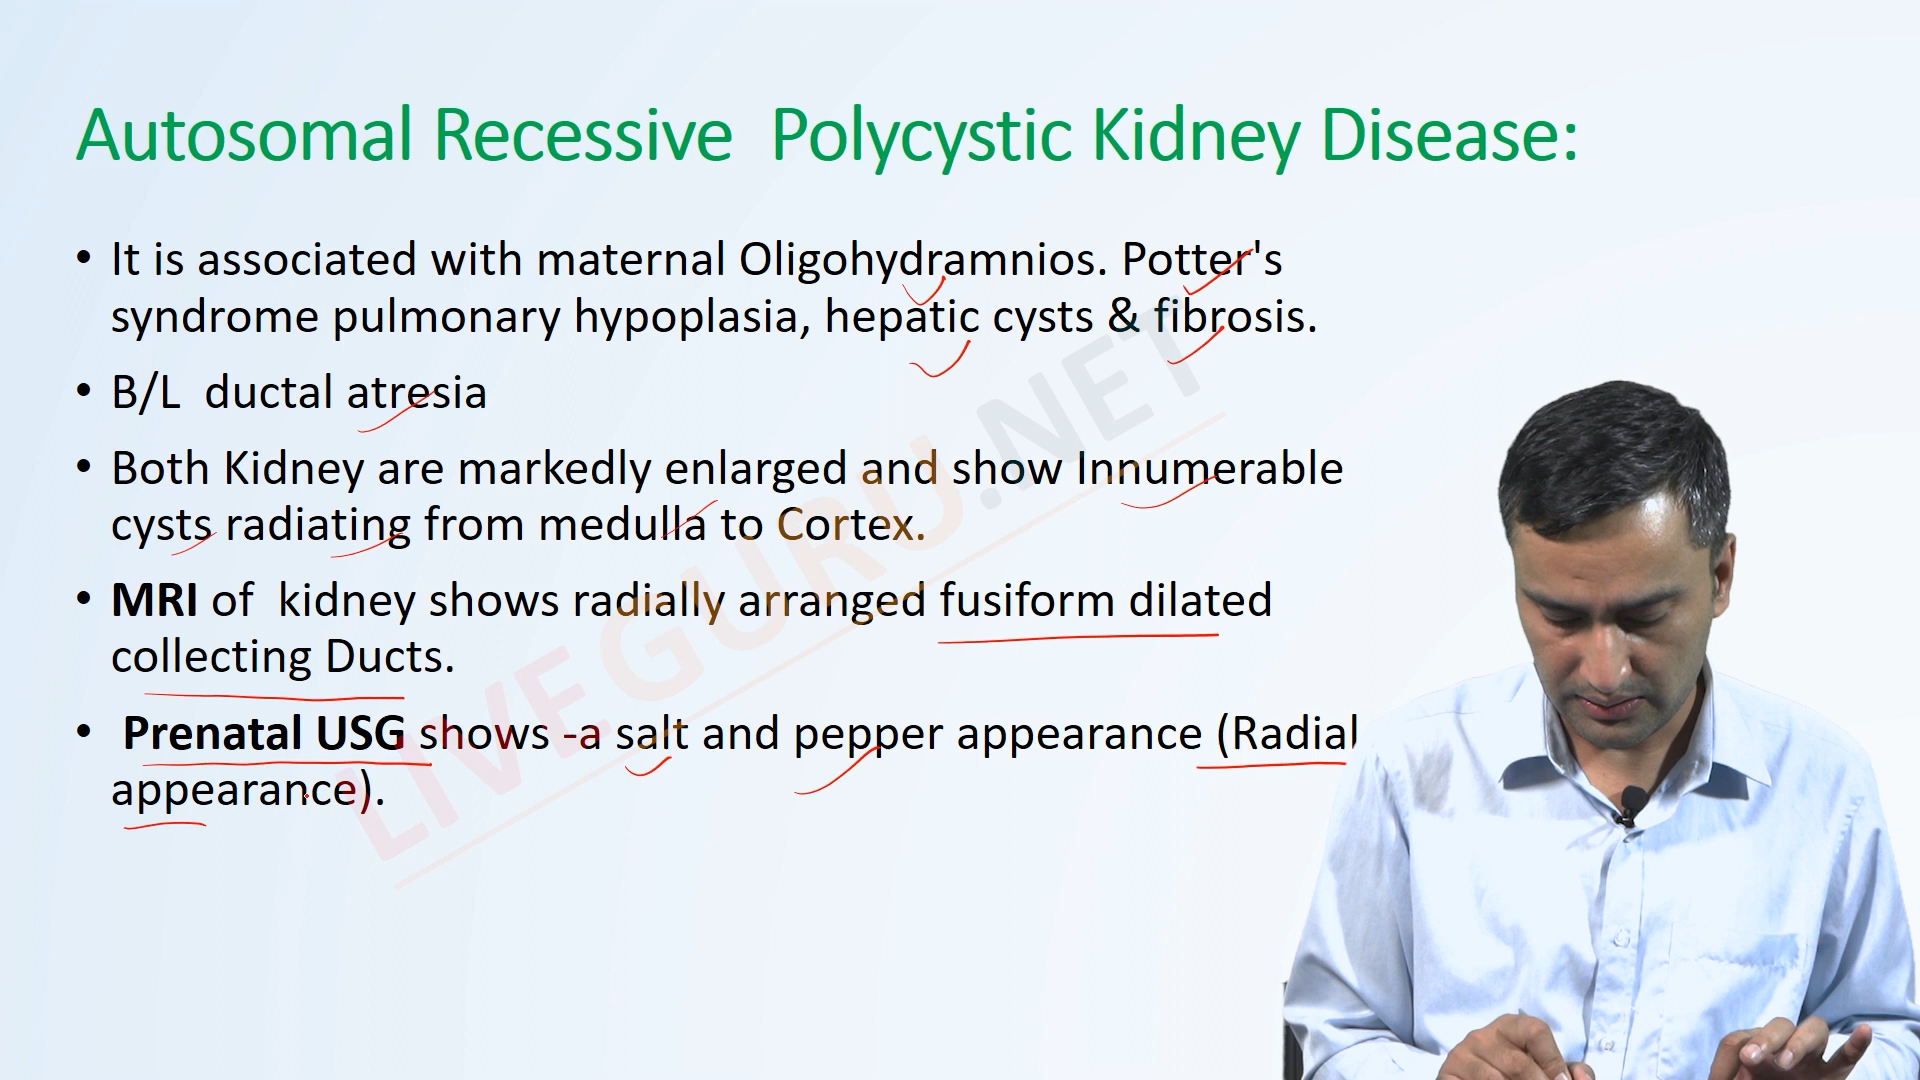 Autosomal Recessive  Polycystic Kidney Disease:
• It is associated with maternal Oligohydramnios. Potter's
syndrome pulmonary hypoplasia, hepatic cysts & fibrosis.
• B/L  ductal atresia
• Both Kidney are markedly enlarged and show Innumerable
cysts radiating from medulla to Cortex.
• MRI of  kidney shows radially arranged fusiform dilated
collecting Ducts.
• Prenatal USG shows -a salt and pepper appearance (Radial
appearance).
LIVEGURU.NET